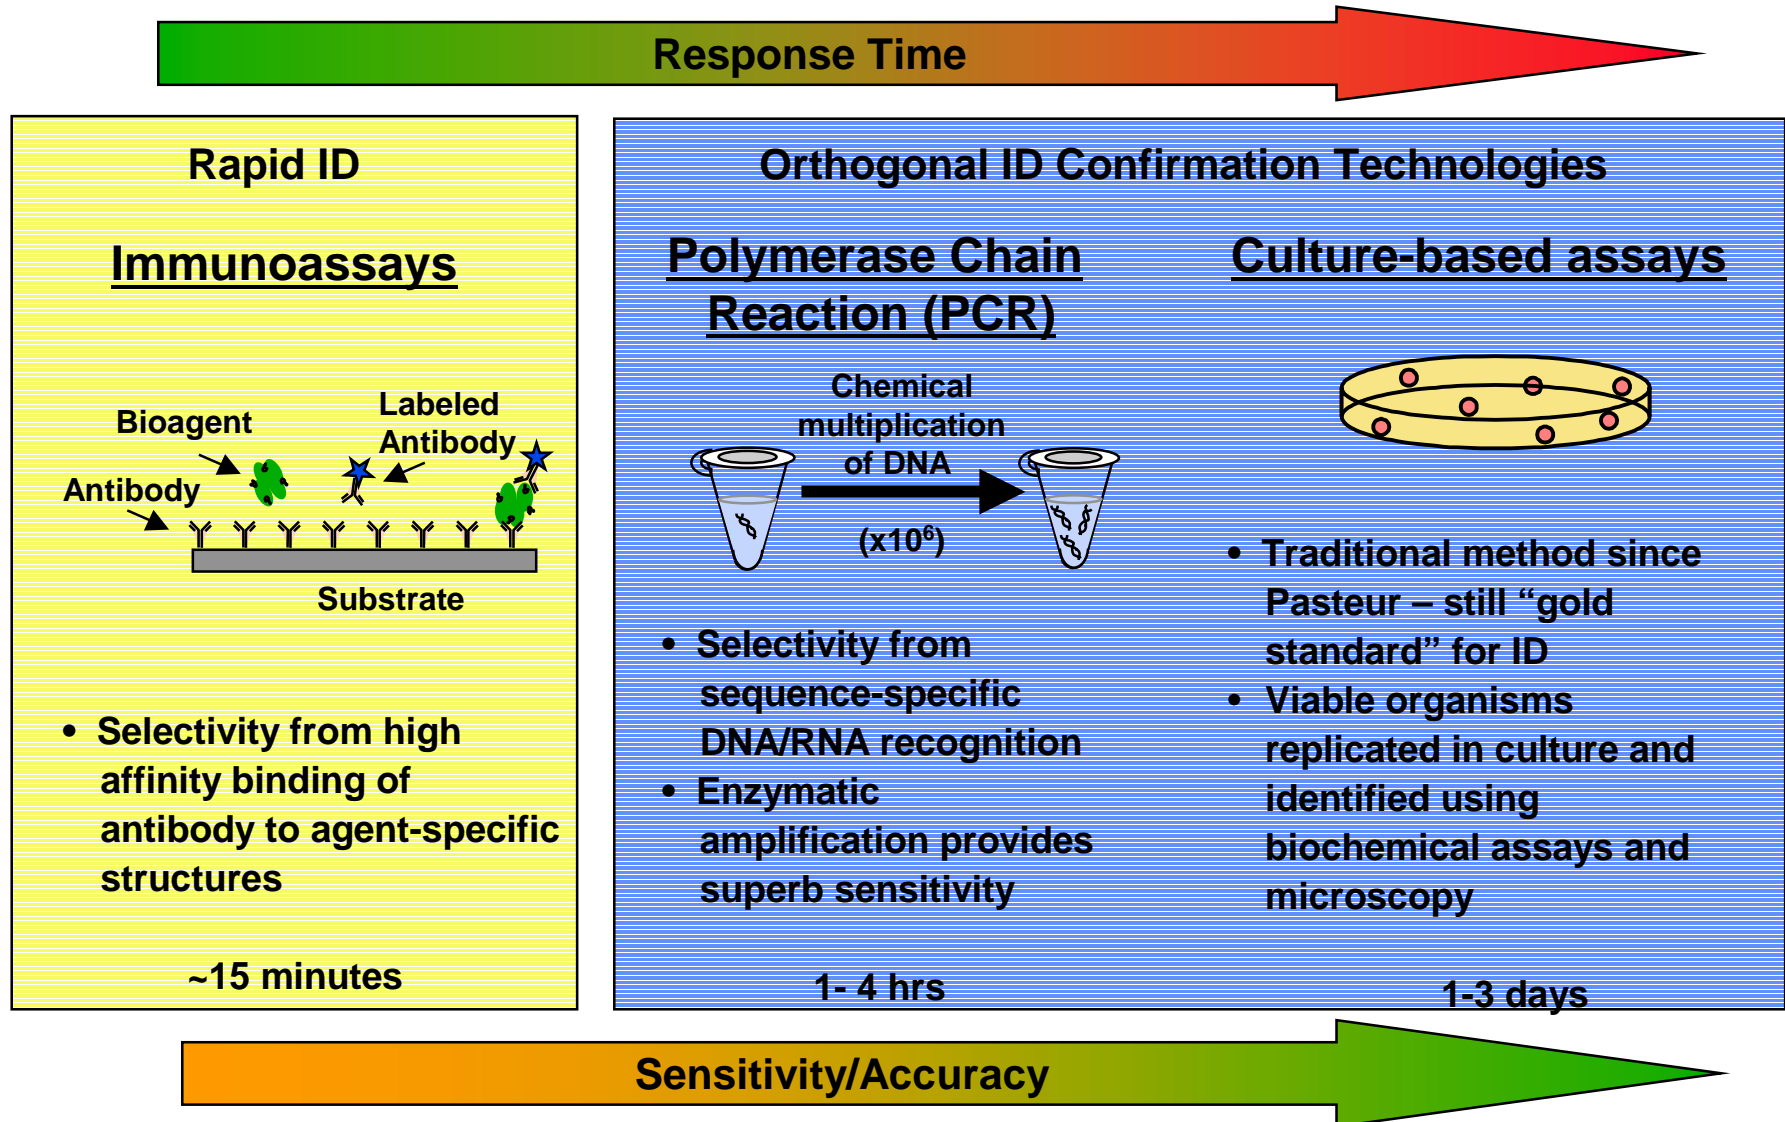 Response Time
Rapid ID
Immunoassays
Bioagent
Labeled
Antibody
Antibody
Substrate
• Selectivity from high
affinity binding of
antibody to agent-specific
structures
~15 minutes
Orthogonal ID Confirmation Technologies
Polymerase Chain
Reaction (PCR)
Chemical
multiplication
of DNA
(x10⁶)
• Selectivity from
sequence-specific
DNA/RNA recognition
• Enzymatic
amplification provides
superb sensitivity
1- 4 hrs
Culture-based assays
• Traditional method since
Pasteur – still “gold
standard” for ID
• Viable organisms
replicated in culture and
identified using
biochemical assays and
microscopy
1-3 days
Sensitivity/Accuracy